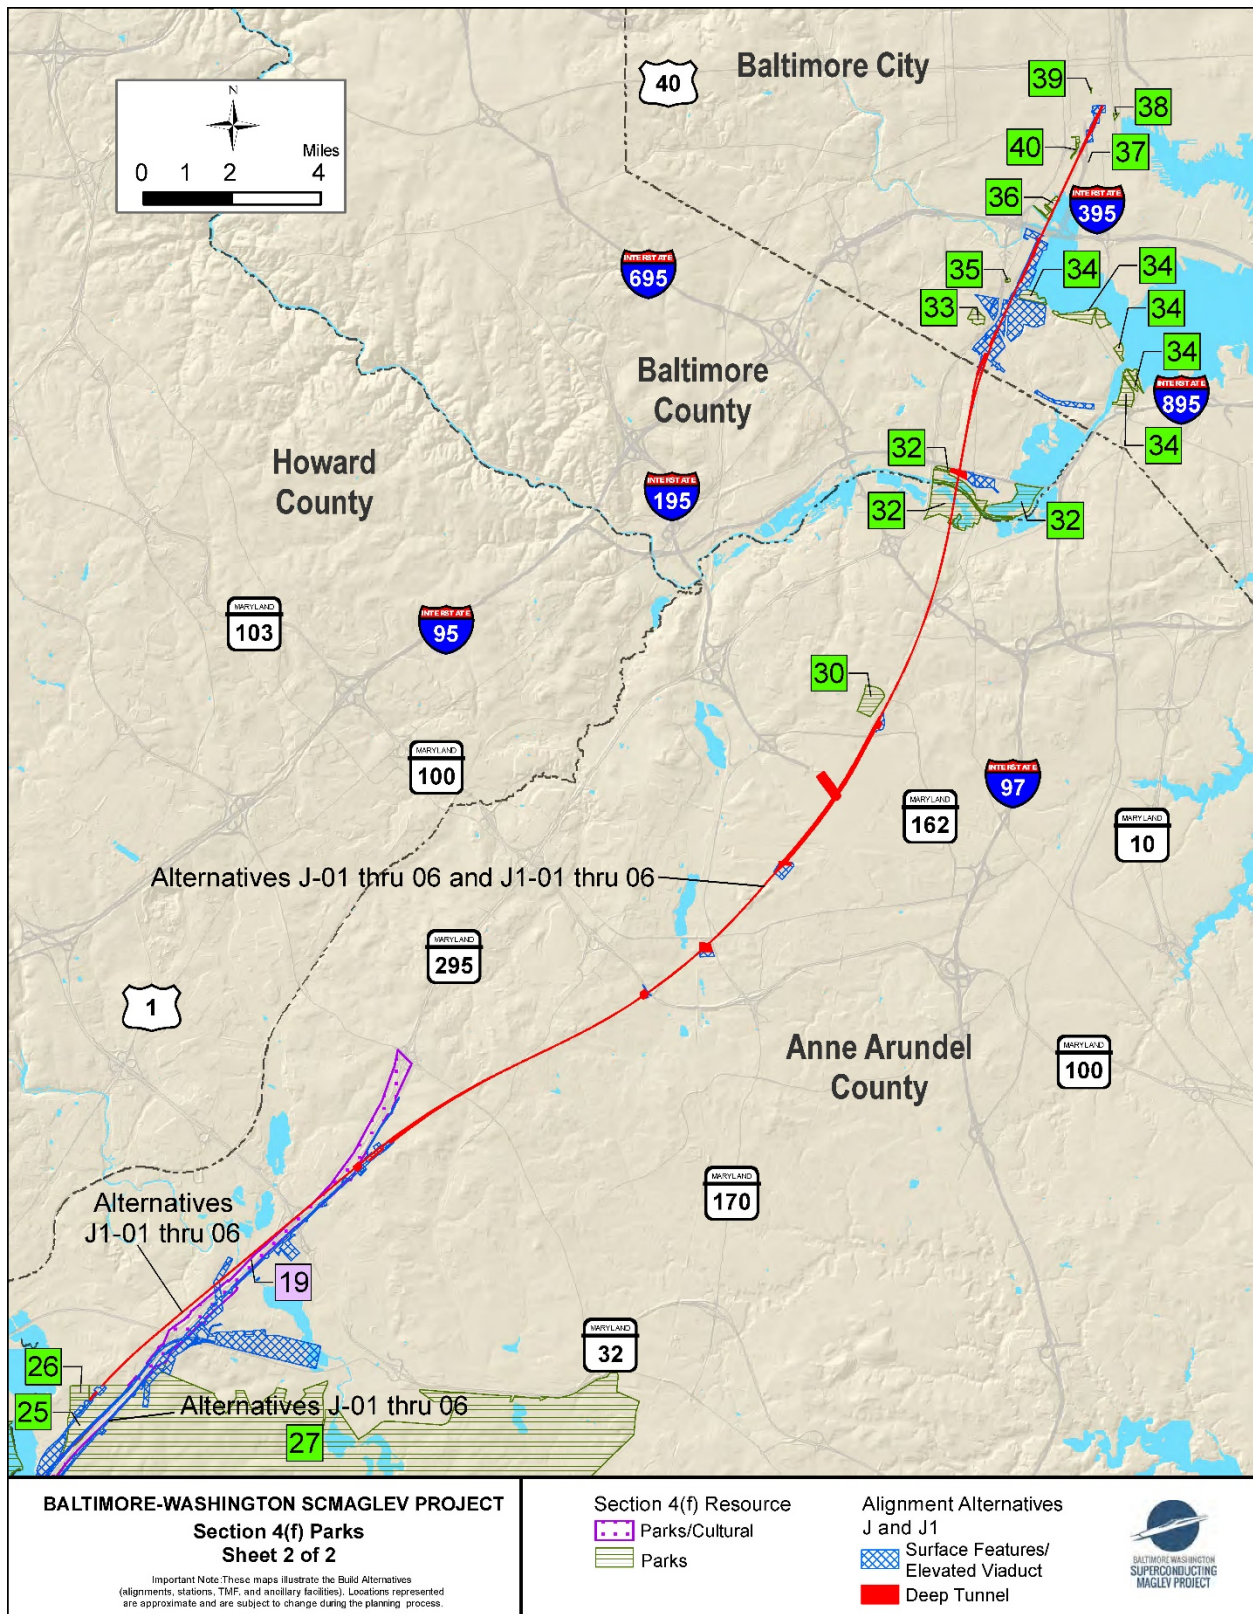 Baltimore City
40
39
38
N
Miles
0 1 2 4
40
37
36
INTERSTATE
395
INTERSTATE
695
35
34
34
33
34
34
Baltimore
County
INTERSTATE
895
34
Howard
County
32
INTERSTATE
195
32
32
MARYLAND
103
INTERSTATE
95
30
MARYLAND
100
INTERSTATE
97
MARYLAND
162
MARYLAND
10
Alternatives J-01 thru 06 and J1-01 thru 06
MARYLAND
295
1
Anne Arundel
County
MARYLAND
100
MARYLAND
170
Alternatives
J1-01 thru 06
19
MARYLAND
32
26
25
Alternatives J-01 thru 06
27
BALTIMORE-WASHINGTON SCMAGLEV PROJECT
Section 4(f) Parks
Sheet 2 of 2
Important Note:These maps illustrate the Build Alternatives
(alignments, stations, TMF, and ancillary facilities). Locations represented
are approximate and are subject to change during the planning process.
Section 4(f) Resource
Parks/Cultural
Parks
Alignment Alternatives
J and J1
Surface Features/
Elevated Viaduct
Deep Tunnel
BALTIMORE-WASHINGTON
SUPERCONDUCTING
MAGLEV PROJECT